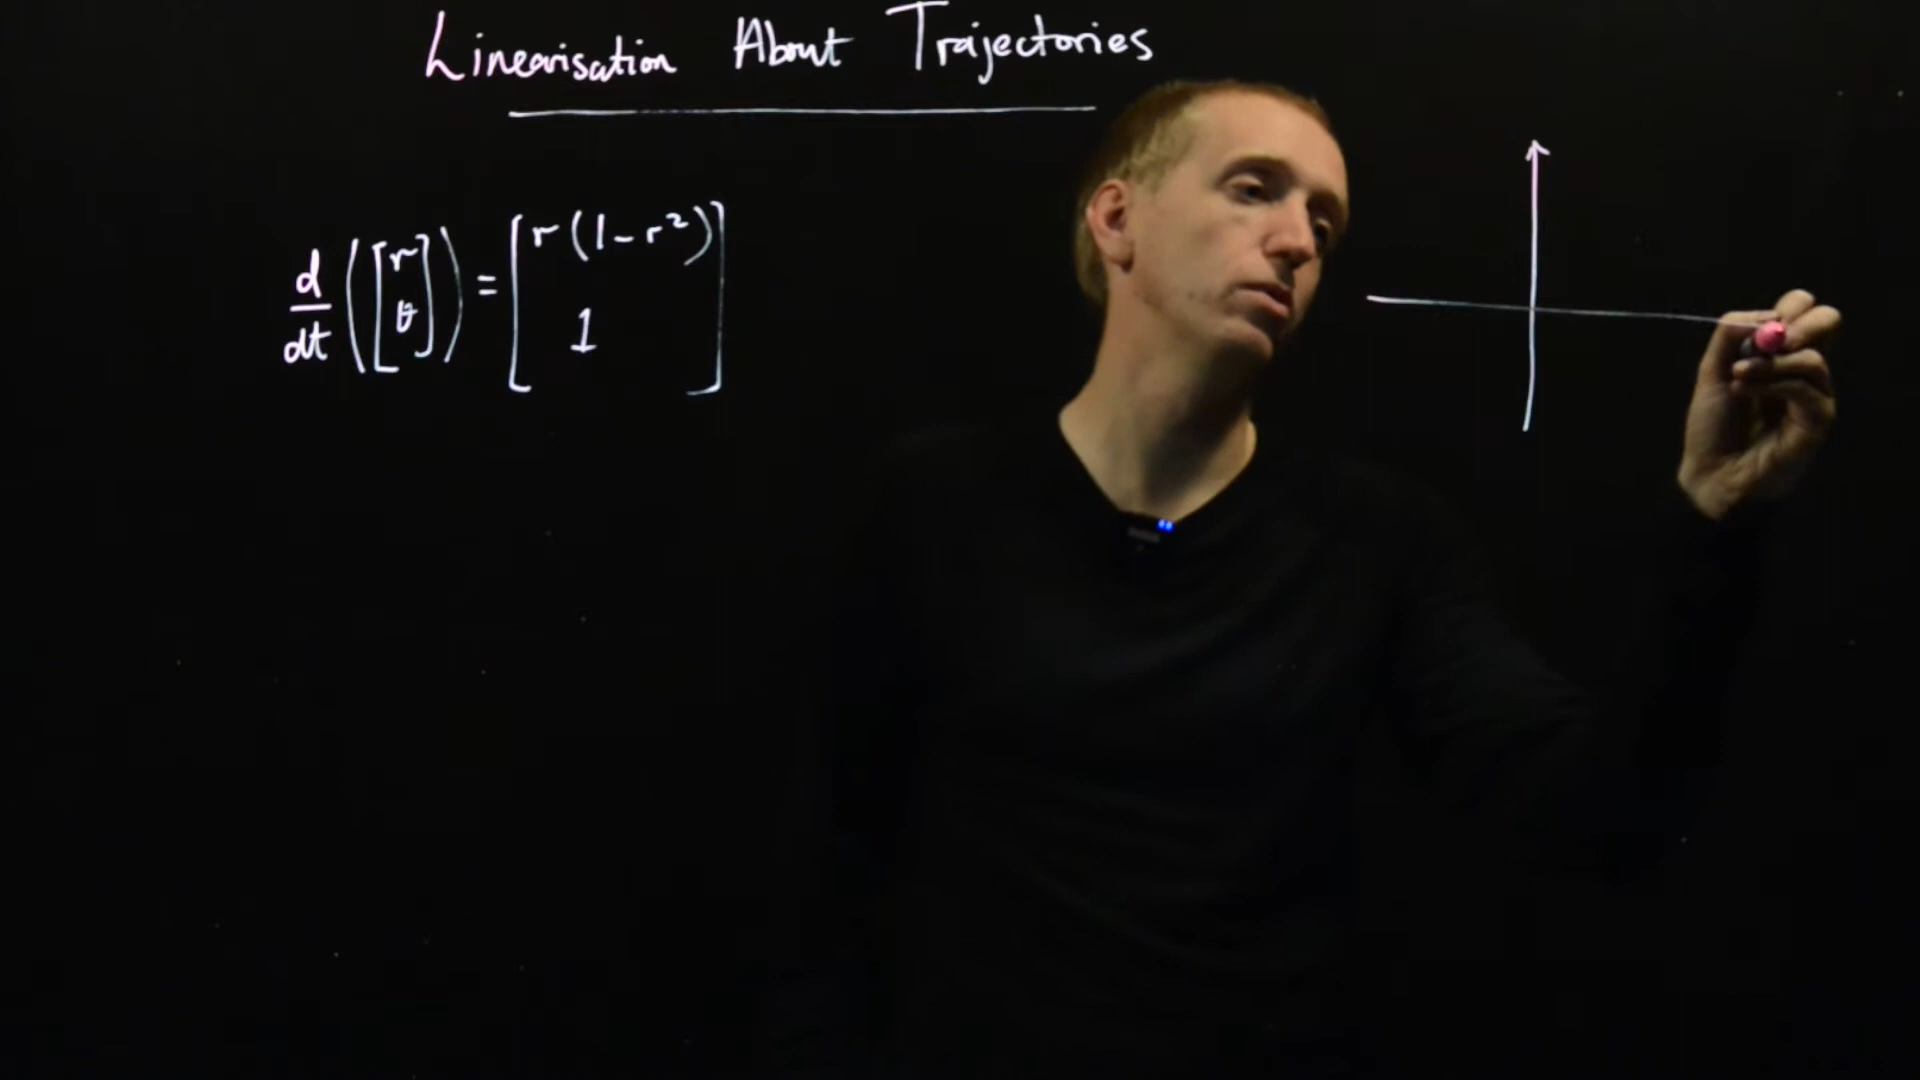 Linearisation About Trajectories
d/dt ([r θ]) = [r(1-r²) 1]